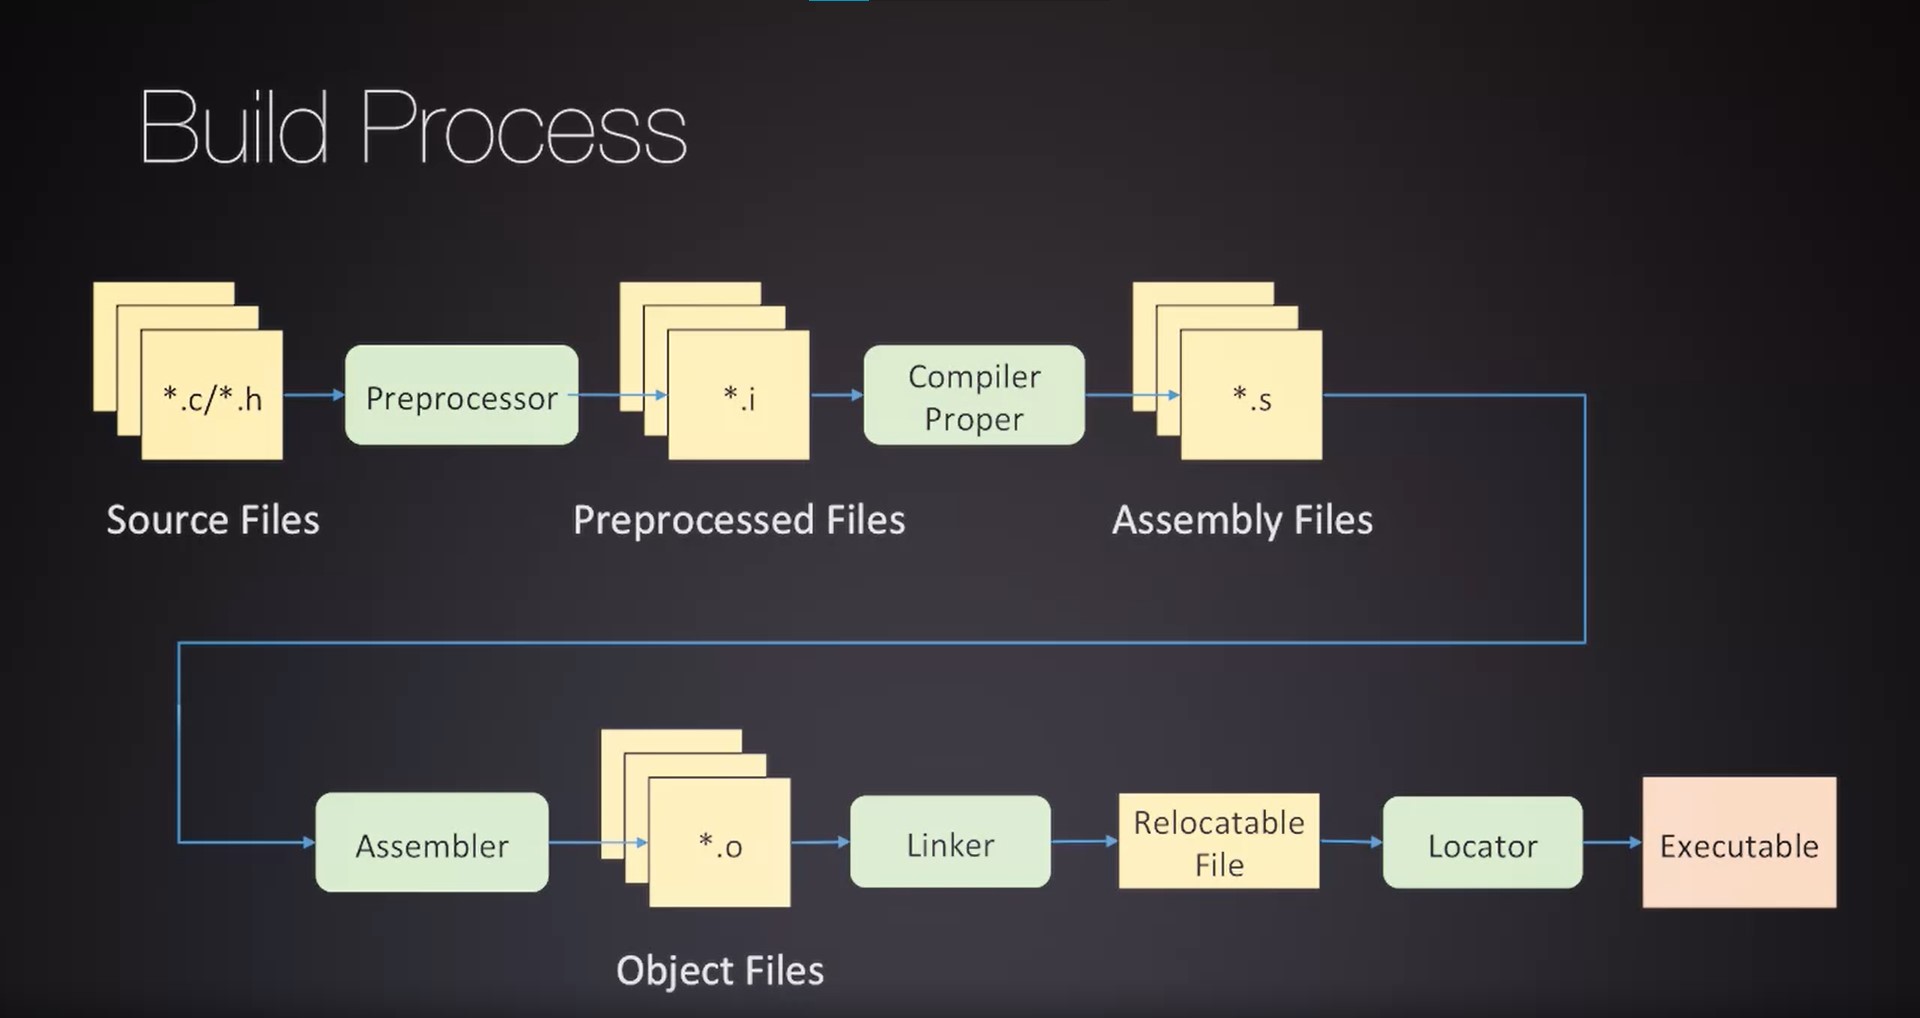 Build Process
*.c/*.h
Preprocessor
*.i
Compiler
Proper
*.s
Source Files
Preprocessed Files
Assembly Files
Assembler
*.o
Linker
Relocatable
File
Locator
Executable
Object Files